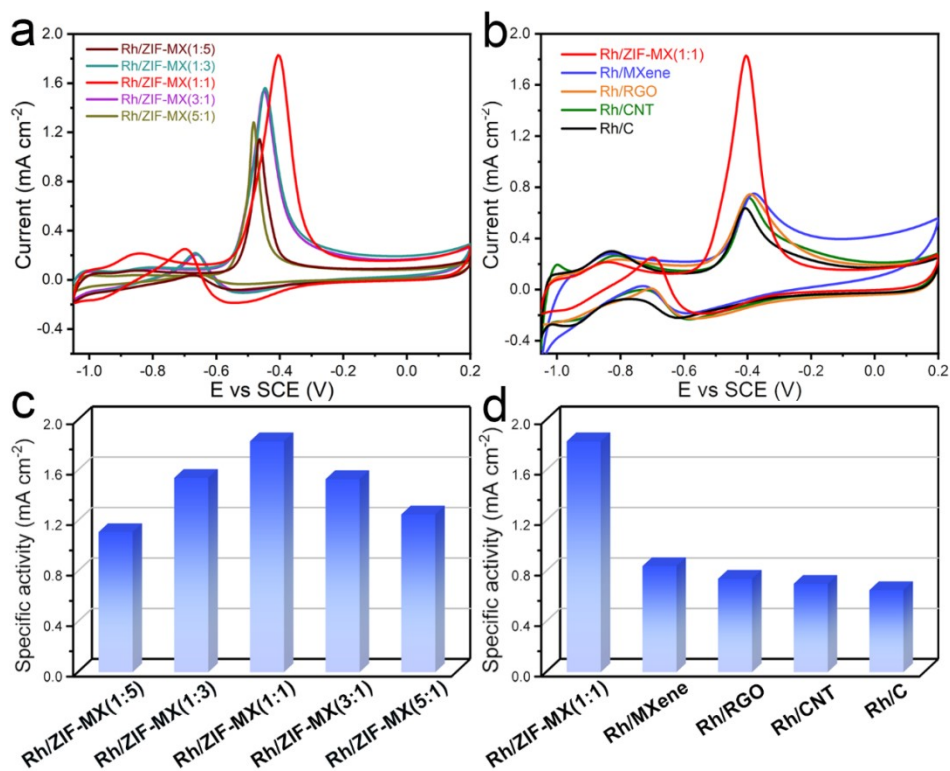 a
Rh/ZIF-MX(1:5)
Rh/ZIF-MX(1:3)
Rh/ZIF-MX(1:1)
Rh/ZIF-MX(3:1)
Rh/ZIF-MX(5:1)
Current (mA cm-2)
2.0
1.6
1.2
0.8
0.4
0.0
-0.4
-1.0 -0.8 -0.6 -0.4 -0.2 0.0 0.2
E vs SCE (V)
b
Rh/ZIF-MX(1:1)
Rh/MXene
Rh/RGO
Rh/CNT
Rh/C
Current (mA cm-2)
2.0
1.6
1.2
0.8
0.4
0.0
-0.4
-1.0 -0.8 -0.6 -0.4 -0.2 0.0 0.2
E vs SCE (V)
c
Specific activity (mA cm-2)
2.0
1.6
1.2
0.8
0.4
0.0
Rh/ZIF-MX(1:5)
Rh/ZIF-MX(1:3)
Rh/ZIF-MX(1:1)
Rh/ZIF-MX(3:1)
Rh/ZIF-MX(5:1)
d
Specific activity (mA cm-2)
2.0
1.6
1.2
0.8
0.4
0.0
Rh/ZIF-MX(1:1)
Rh/MXene
Rh/RGO
Rh/CNT
Rh/C